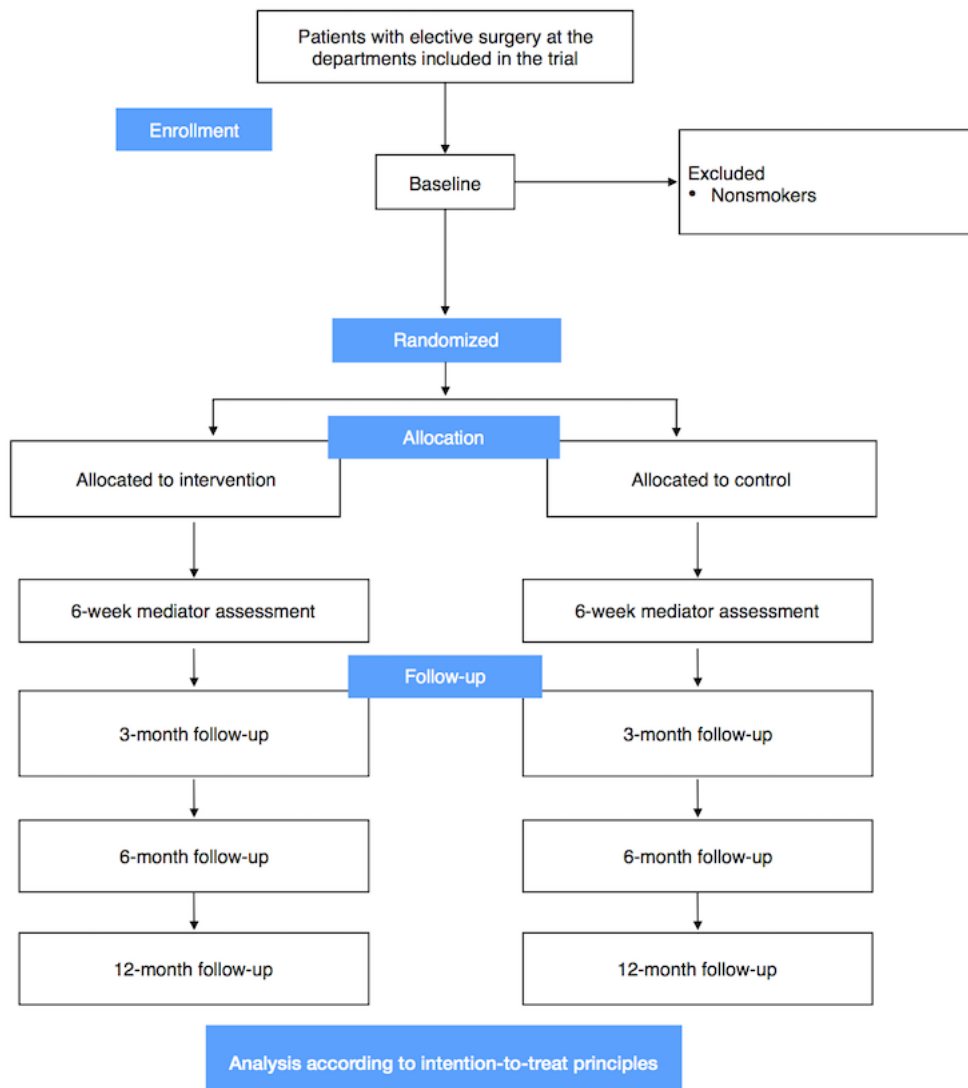 Patients with elective surgery at the
departments included in the trial
Enrollment
Baseline
Excluded
• Nonsmokers
Randomized
Allocation
Allocated to intervention
Allocated to control
6-week mediator assessment
6-week mediator assessment
Follow-up
3-month follow-up
3-month follow-up
6-month follow-up
6-month follow-up
12-month follow-up
12-month follow-up
Analysis according to intention-to-treat principles